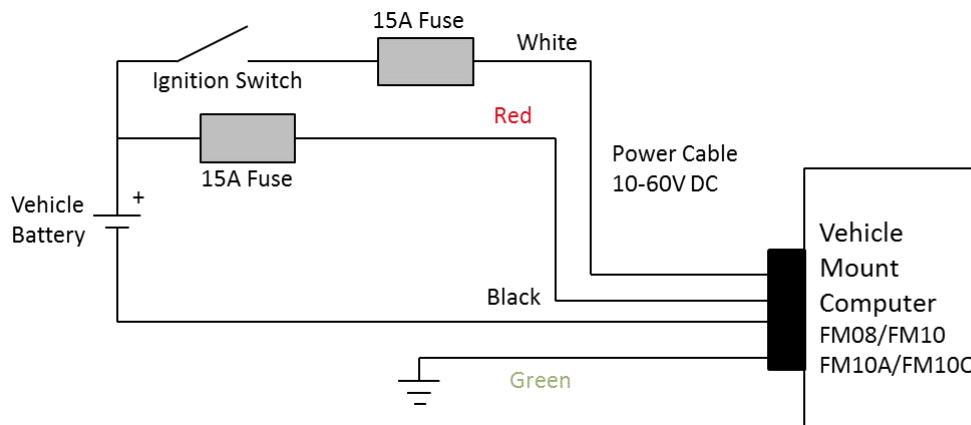 15A Fuse
White
Ignition Switch
Red
15A Fuse
Power Cable
10-60V DC
+
Vehicle
Battery
Black
Green
Vehicle
Mount
Computer
FM08/FM10
FM10A/FM10C